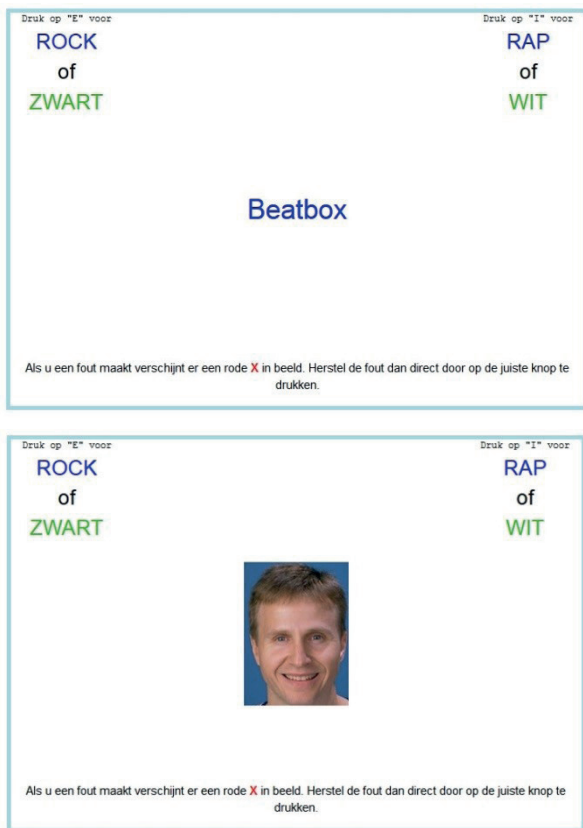 Druk op "E" voor
ROCK
of
ZWART
Druk op "I" voor
RAP
of
WIT
Beatbox
Als u een fout maakt verschijnt er een rode X in beeld. Herstel de fout dan direct door op de juiste knop te
drukken.
Druk op "E" voor
ROCK
of
ZWART
Druk op "I" voor
RAP
of
WIT
Als u een fout maakt verschijnt er een rode X in beeld. Herstel de fout dan direct door op de juiste knop te
drukken.